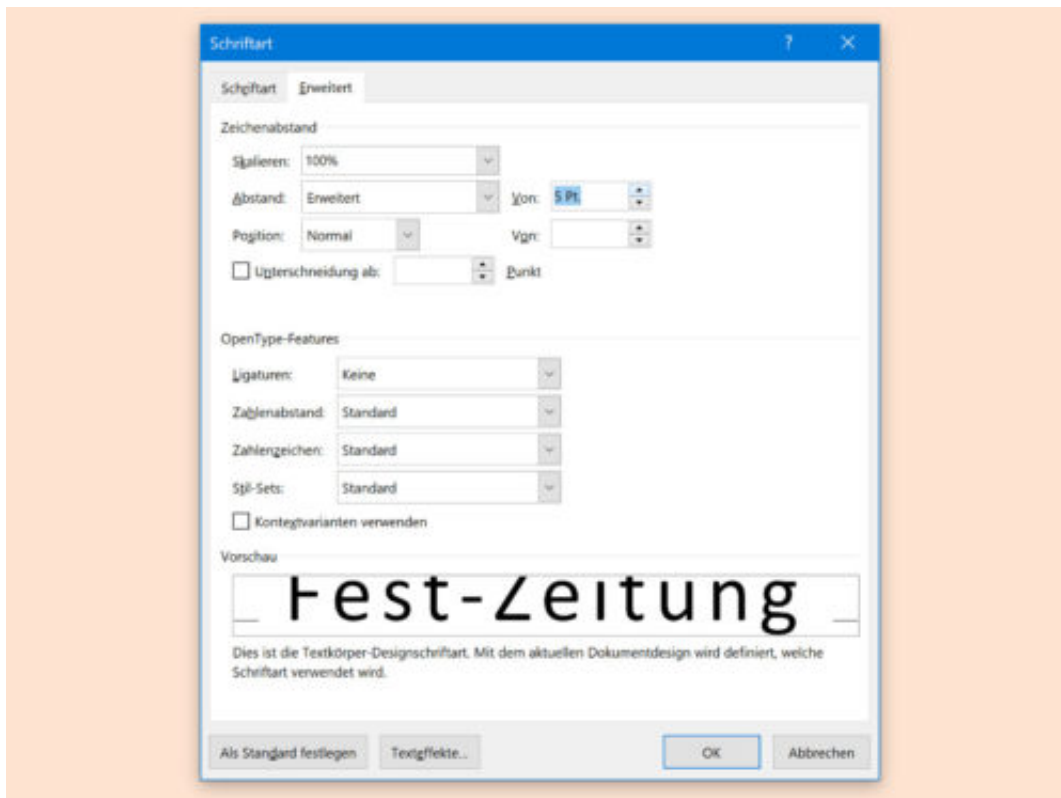 Schriftart ?
Schriftart Erweitert
Zeichenabstand
Skalieren: 100%
Abstand: Erweitert Von: 5 Pt.
Position: Normal Von:
Unterschneidung ab: Punkt
OpenType-Features
Ligaturen: Keine
Zahlenabstand: Standard
Zahlenzeichen: Standard
Stil-Sets: Standard
Kontextvarianten verwenden
Vorschau
Fest-Zeitung
Dies ist die Textkörper-Designschriftart. Mit dem aktuellen Dokumentdesign wird definiert, welche
Schriftart verwendet wird.
Als Standard festlegen Texteffekte... OK Abbrechen